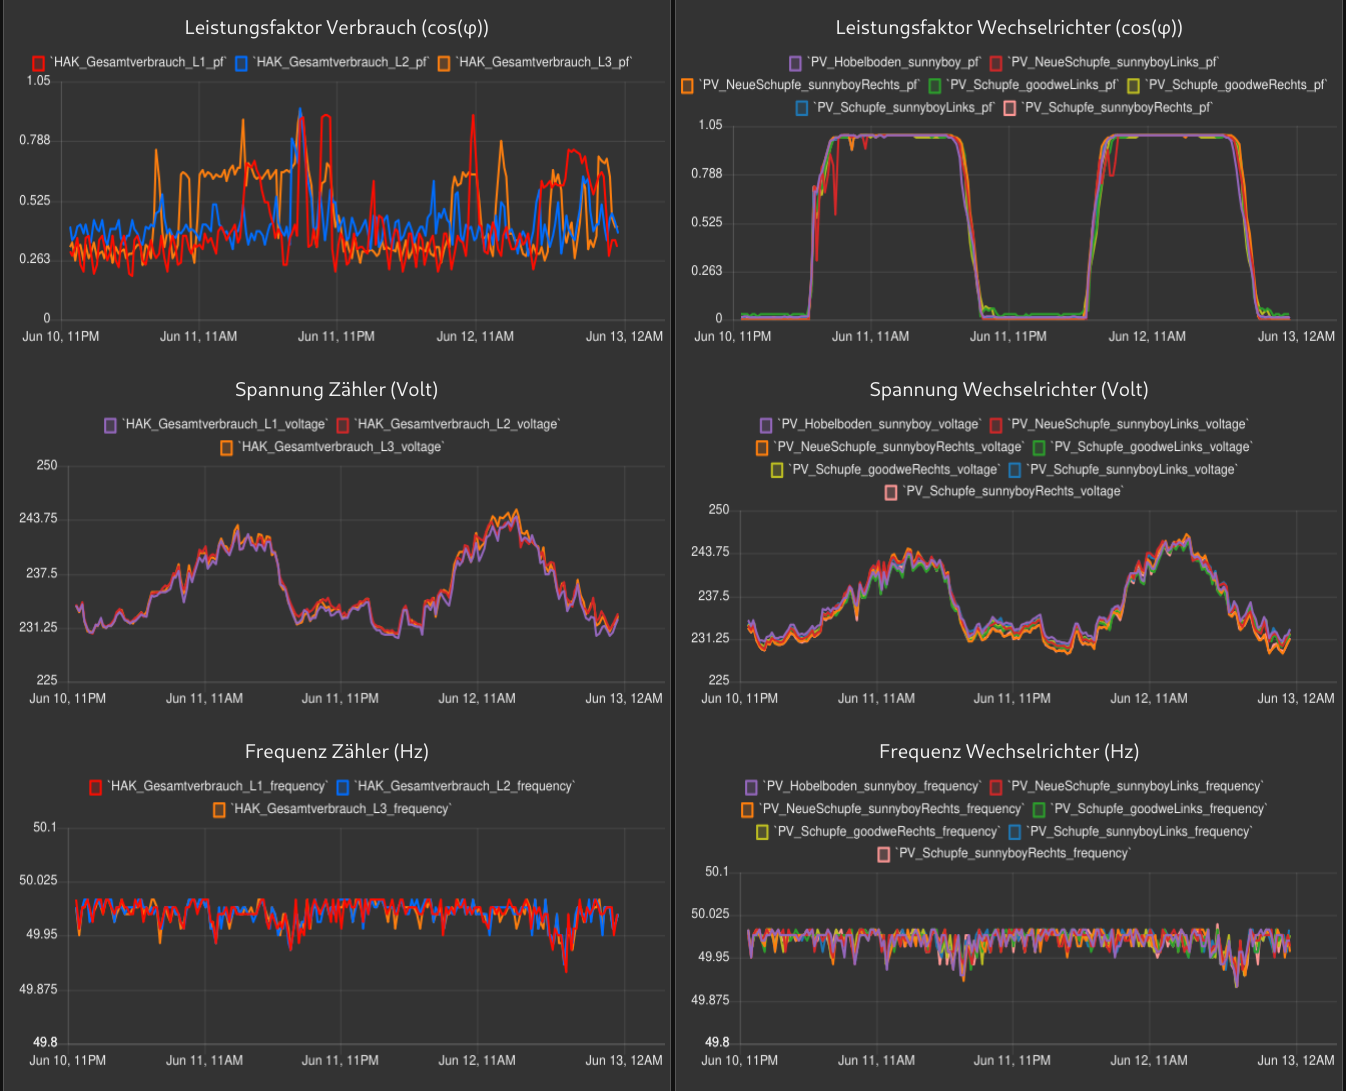 Leistungsfaktor Verbrauch (cos(φ))
`HAK_Gesamtverbrauch_L1_pf` `HAK_Gesamtverbrauch_L2_pf` `HAK_Gesamtverbrauch_L3_pf`
1.05
0.788
0.525
0.263
0
Jun 10, 11PM Jun 11, 11AM Jun 11, 11PM Jun 12, 11AM Jun 13, 12AM
Leistungsfaktor Wechselrichter (cos(φ))
`PV_Hobelboden_sunnyboy_pf` `PV_NeueSchupfe_sunnyboyLinks_pf`
`PV_NeueSchupfe_sunnyboyRechts_pf` `PV_Schupfe_goodweLinks_pf` `PV_Schupfe_goodweRechts_pf`
`PV_Schupfe_sunnyboyLinks_pf` `PV_Schupfe_sunnyboyRechts_pf`
1.05
0.788
0.525
0.263
0
Jun 10, 11PM Jun 11, 11AM Jun 11, 11PM Jun 12, 11AM Jun 13, 12AM
Spannung Zähler (Volt)
`HAK_Gesamtverbrauch_L1_voltage` `HAK_Gesamtverbrauch_L2_voltage`
`HAK_Gesamtverbrauch_L3_voltage`
250
243.75
237.5
231.25
225
Jun 10, 11PM Jun 11, 11AM Jun 11, 11PM Jun 12, 11AM Jun 13, 12AM
Spannung Wechselrichter (Volt)
`PV_Hobelboden_sunnyboy_voltage` `PV_NeueSchupfe_sunnyboyLinks_voltage`
`PV_NeueSchupfe_sunnyboyRechts_voltage` `PV_Schupfe_goodweLinks_voltage`
`PV_Schupfe_goodweRechts_voltage` `PV_Schupfe_sunnyboyLinks_voltage`
`PV_Schupfe_sunnyboyRechts_voltage`
250
243.75
237.5
231.25
225
Jun 10, 11PM Jun 11, 11AM Jun 11, 11PM Jun 12, 11AM Jun 13, 12AM
Frequenz Zähler (Hz)
`HAK_Gesamtverbrauch_L1_frequency` `HAK_Gesamtverbrauch_L2_frequency`
`HAK_Gesamtverbrauch_L3_frequency`
50.1
50.025
49.95
49.875
49.8
Jun 10, 11PM Jun 11, 11AM Jun 11, 11PM Jun 12, 11AM Jun 13, 12AM
Frequenz Wechselrichter (Hz)
`PV_Hobelboden_sunnyboy_frequency` `PV_NeueSchupfe_sunnyboyLinks_frequency`
`PV_NeueSchupfe_sunnyboyRechts_frequency` `PV_Schupfe_goodweLinks_frequency`
`PV_Schupfe_goodweRechts_frequency` `PV_Schupfe_sunnyboyLinks_frequency`
`PV_Schupfe_sunnyboyRechts_frequency`
50.1
50.025
49.95
49.875
49.8
Jun 10, 11PM Jun 11, 11AM Jun 11, 11PM Jun 12, 11AM Jun 13, 12AM